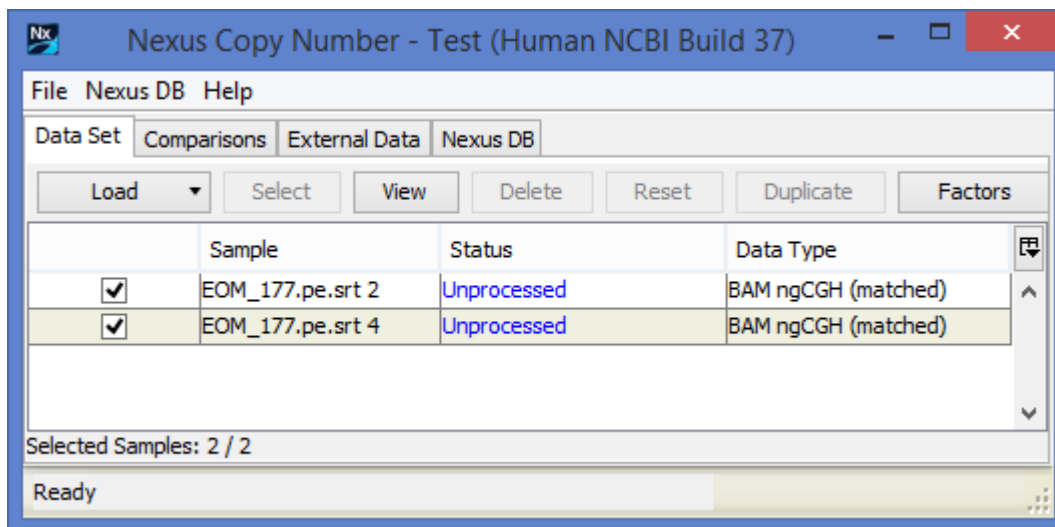 Nx Nexus Copy Number - Test (Human NCBI Build 37)
File Nexus DB Help
Data Set Comparisons External Data Nexus DB
Load Select View Delete Reset Duplicate Factors
Sample Status Data Type
EOM_177.pe.srt 2 Unprocessed BAM ngCGH (matched)
EOM_177.pe.srt 4 Unprocessed BAM ngCGH (matched)
Selected Samples: 2 / 2
Ready